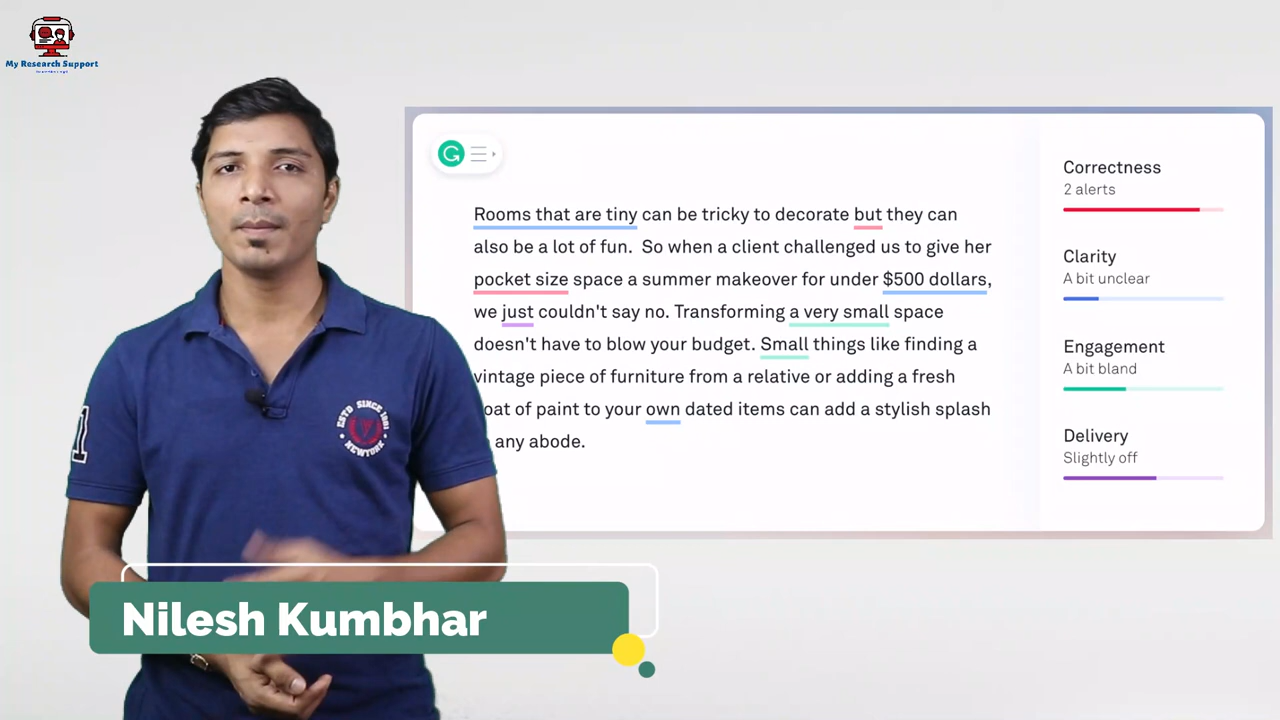 My Research Support
Rooms that are tiny can be tricky to decorate but they can
also be a lot of fun. So when a client challenged us to give her
pocket size space a summer makeover for under $500 dollars,
we just couldn't say no. Transforming a very small space
doesn't have to blow your budget. Small things like finding a
vintage piece of furniture from a relative or adding a fresh
oat of paint to your own dated items can add a stylish splash
any abode.
Correctness
2 alerts
Clarity
A bit unclear
Engagement
A bit bland
Delivery
Slightly off
1
ESTD SINCE 1981
NEWYORK
Nilesh Kumbhar